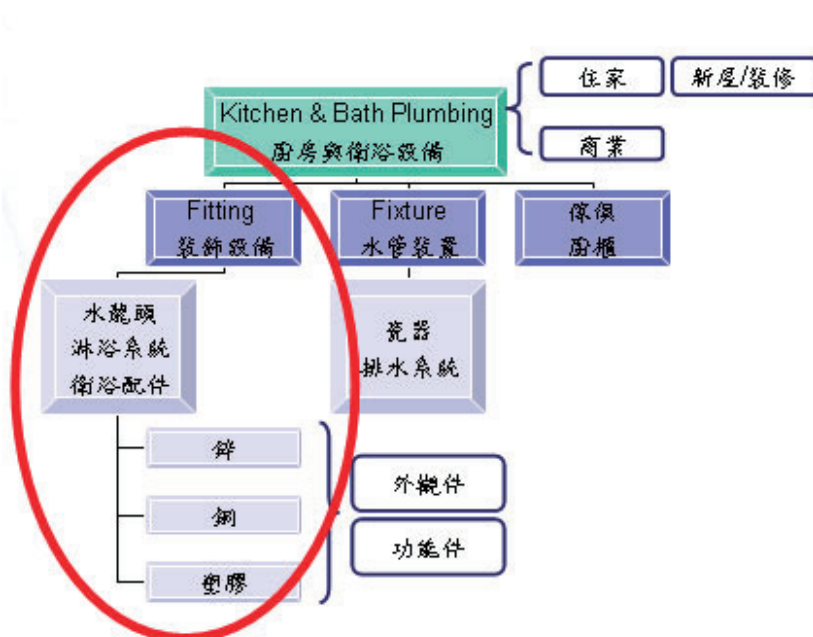 住家
新屋/裝修
Kitchen & Bath Plumbing
廚房與衛浴設備
商業
Fitting
裝飾設備
Fixture
水管裝置
傢俱
廚櫃
水龍頭
淋浴系統
衛浴配件
瓷器
排水系統
鋅
銅
塑膠
外觀件
功能件